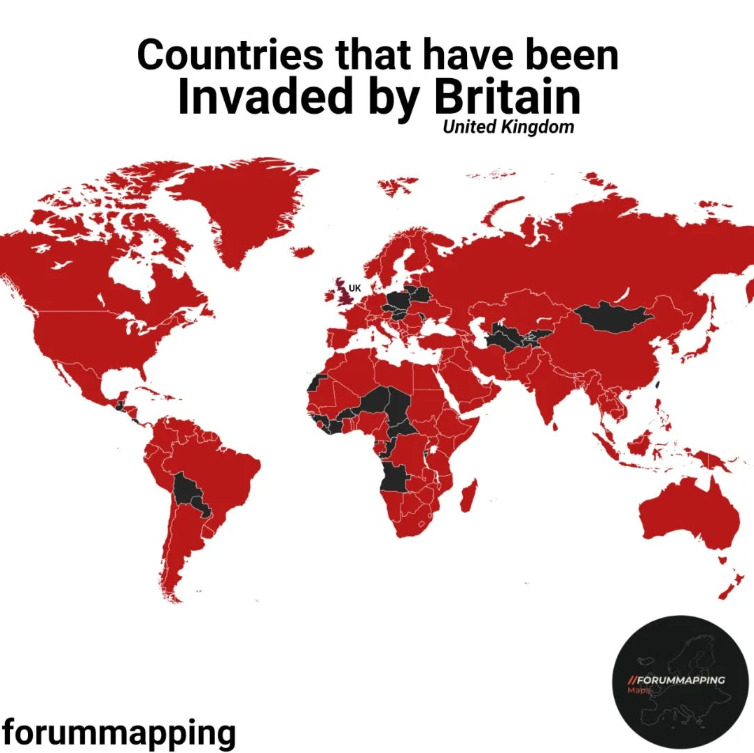 Countries that have been
Invaded by Britain
United Kingdom
UK
//FORUMMAPPING
Maps
forummapping